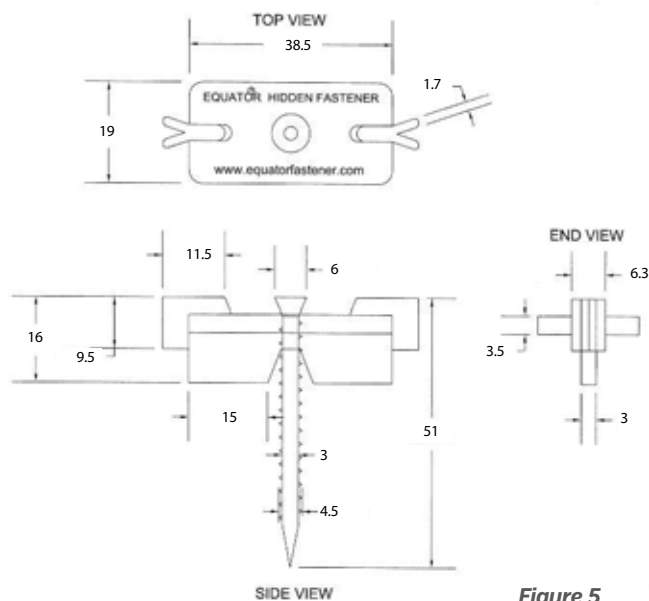 TOP VIEW
38.5
1.7
EQUATOR HIDDEN FASTENER
19
www.equatorfastener.com
END VIEW
11.5
6
6.3
16
9.5
3.5
15
51
3
3
4.5
SIDE VIEW
Figure 5